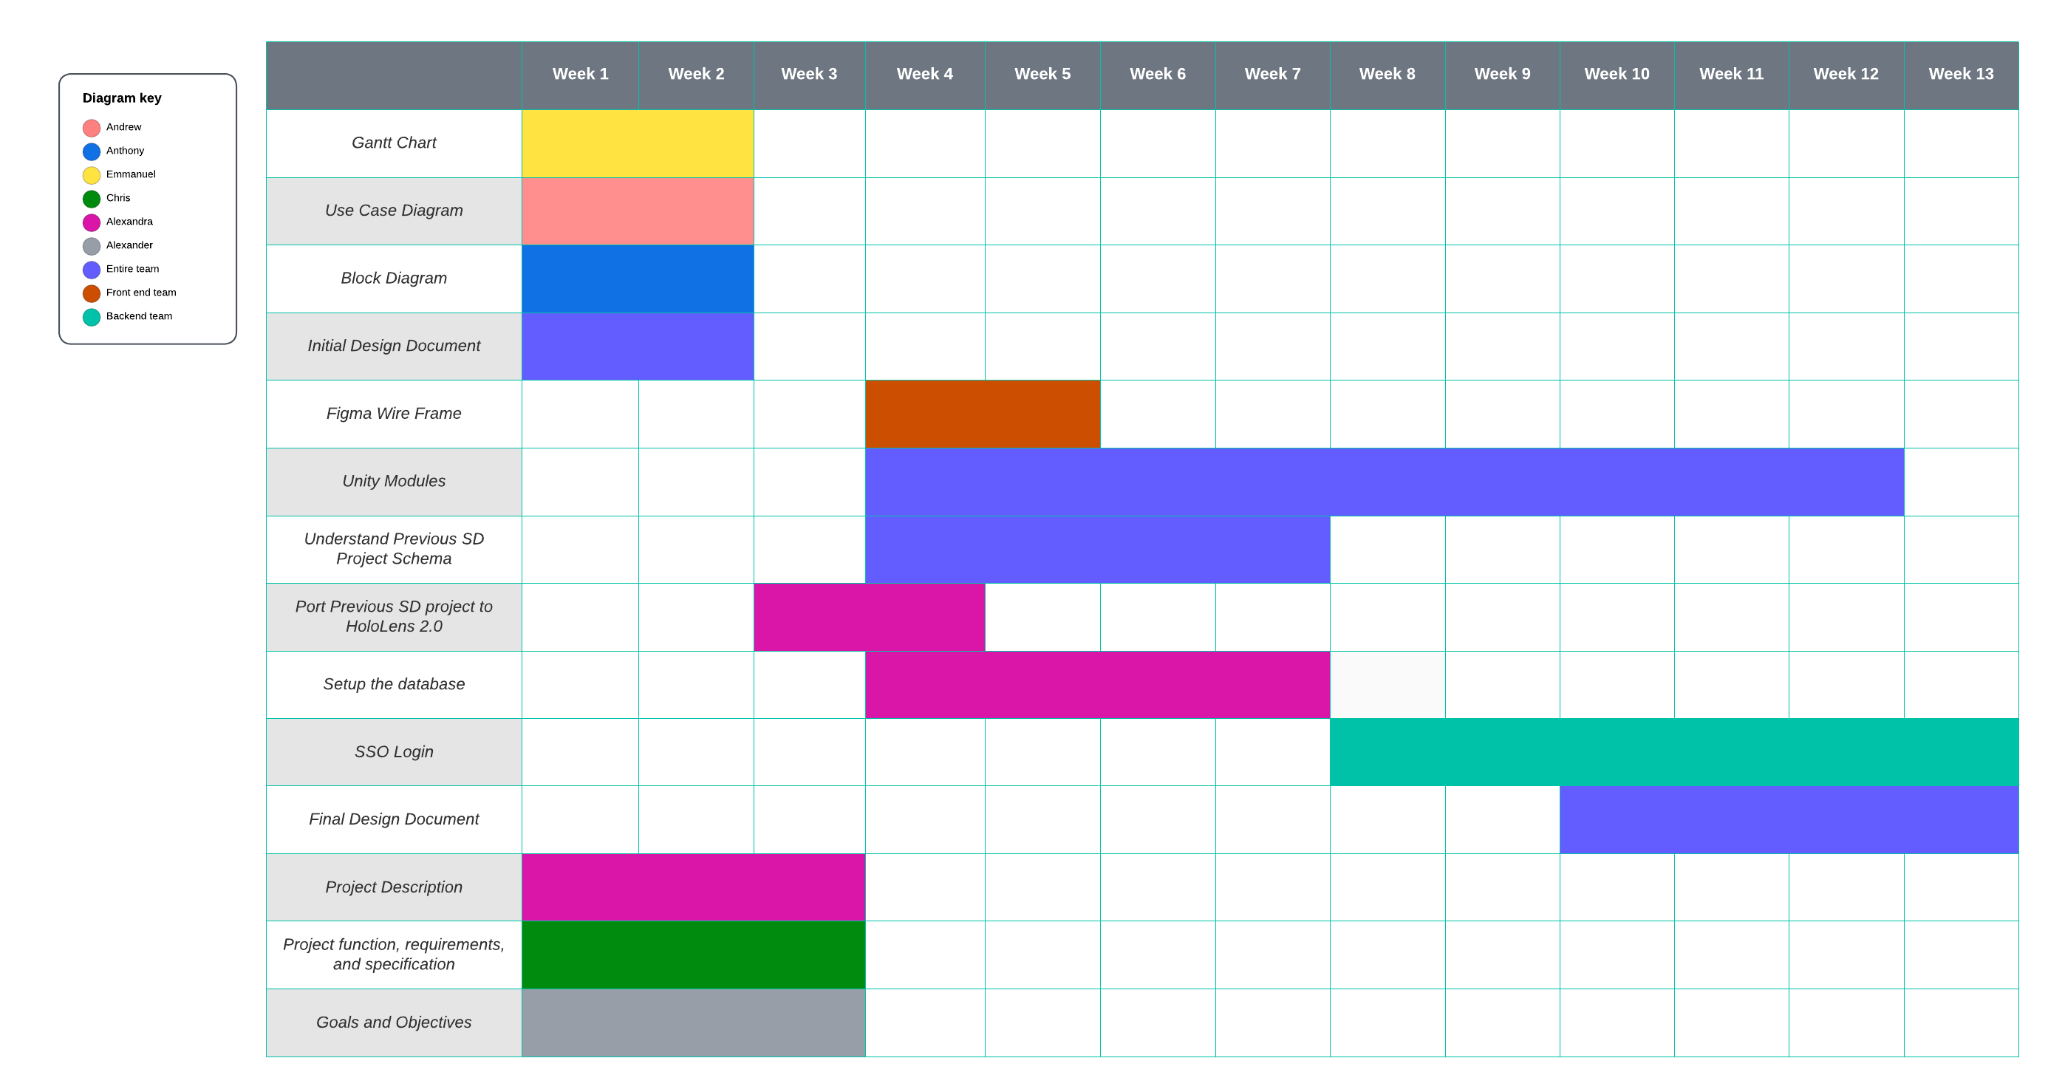 Diagram key
Andrew
Anthony
Emmanuel
Chris
Alexandra
Alexander
Entire team
Front end team
Backend team
Week 1
Week 2
Week 3
Week 4
Week 5
Week 6
Week 7
Week 8
Week 9
Week 10
Week 11
Week 12
Week 13
Gantt Chart
Use Case Diagram
Block Diagram
Initial Design Document
Figma Wire Frame
Unity Modules
Understand Previous SD
Project Schema
Port Previous SD project to
HoloLens 2.0
Setup the database
SSO Login
Final Design Document
Project Description
Project function, requirements,
and specification
Goals and Objectives